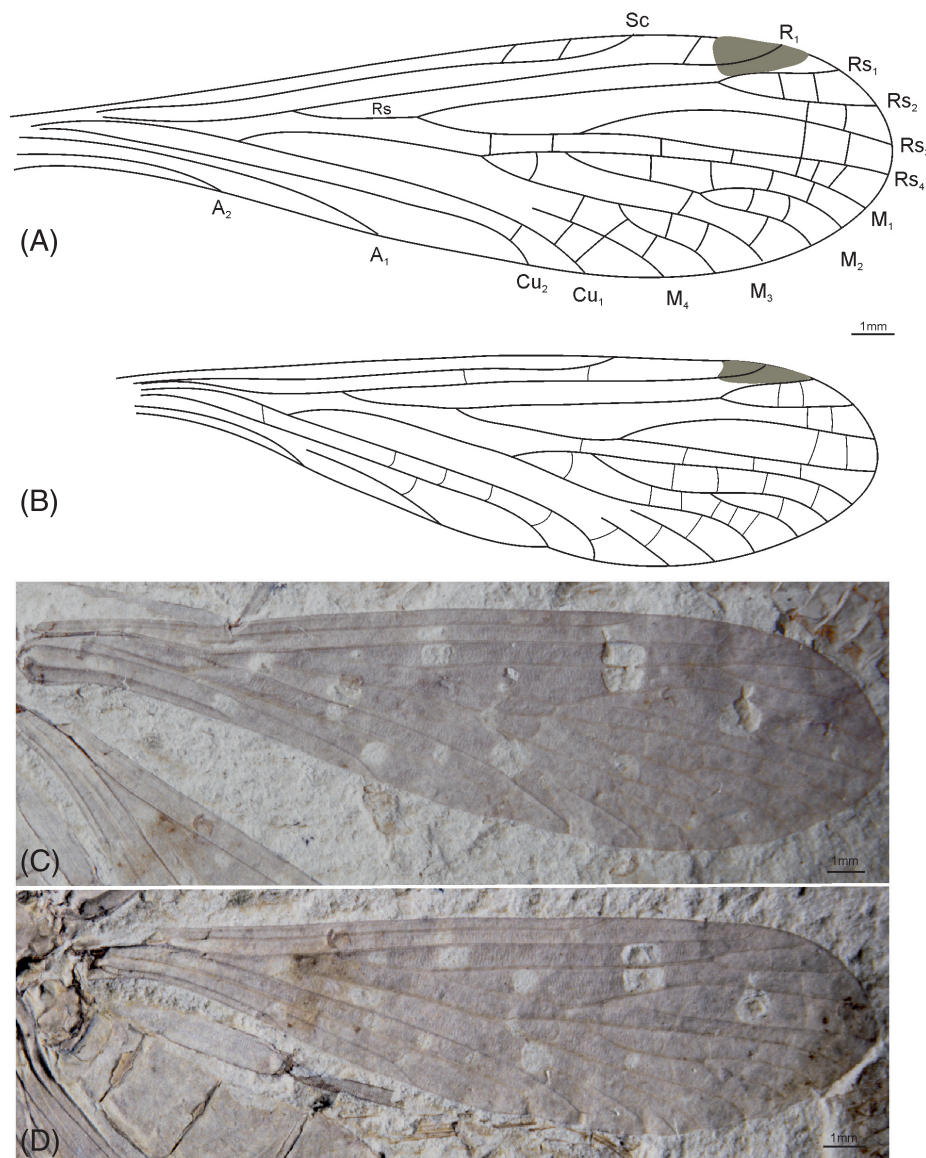 Sc
R₁
Rs₁
Rs
Rs₂
Rs₃
Rs₄
A₂
M₁
(A)
A₁
M₂
Cu₂
Cu₁
M₄
M₃
1mm
(B)
(C)
1mm
(D)
1mm